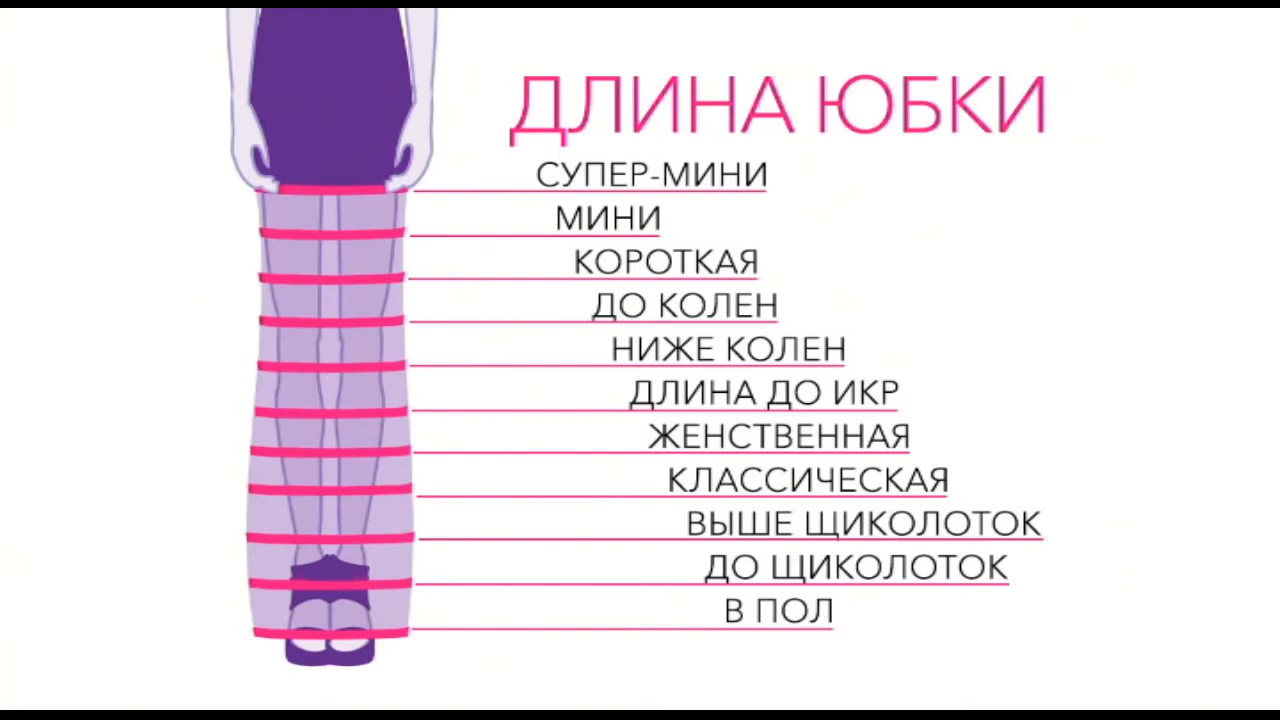 ДЛИНА ЮБКИ
СУПЕР-МИНИ
МИНИ
КОРОТКАЯ
ДО КОЛЕН
НИЖЕ КОЛЕН
ДЛИНА ДО ИКР
ЖЕНСТВЕННАЯ
КЛАССИЧЕСКАЯ
ВЫШЕ ЩИКОЛОТОК
ДО ЩИКОЛОТОК
В ПОЛ